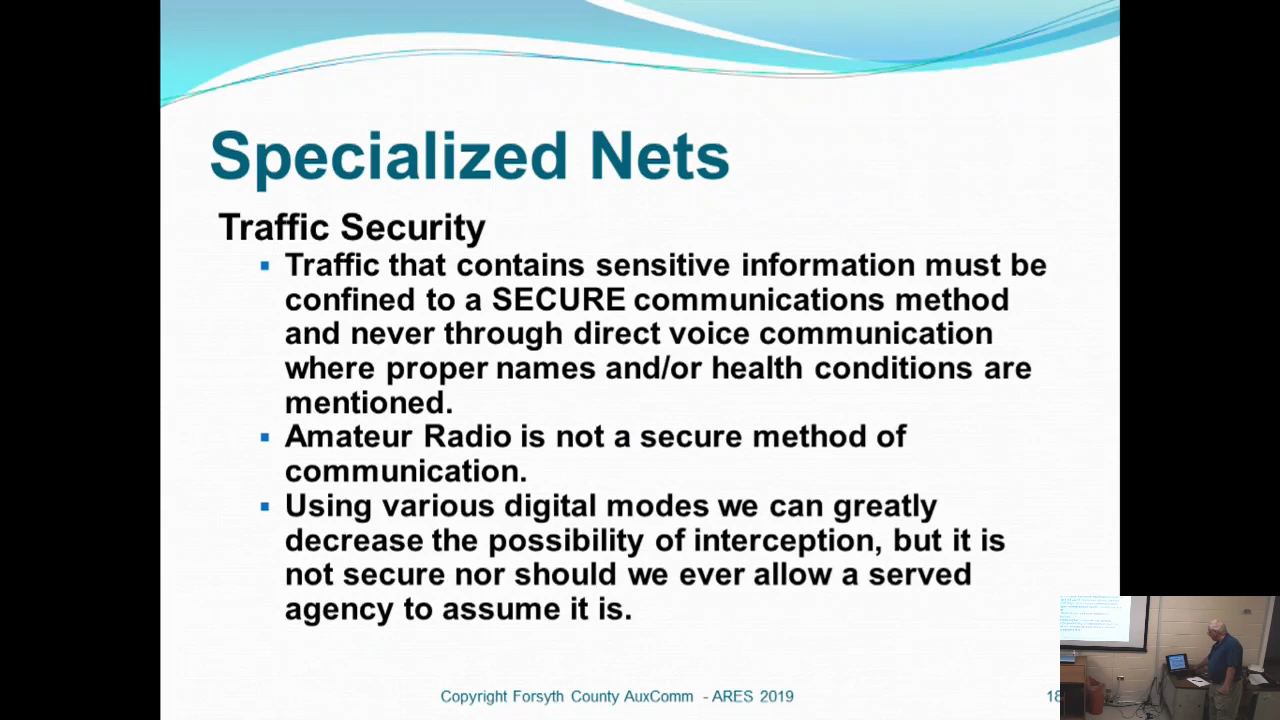 Specialized Nets
Traffic Security
▪ Traffic that contains sensitive information must be
confined to a SECURE communications method
and never through direct voice communication
where proper names and/or health conditions are
mentioned.
▪ Amateur Radio is not a secure method of
communication.
▪ Using various digital modes we can greatly
decrease the possibility of interception, but it is
not secure nor should we ever allow a served
agency to assume it is.
Copyright Forsyth County AuxComm - ARES 2019